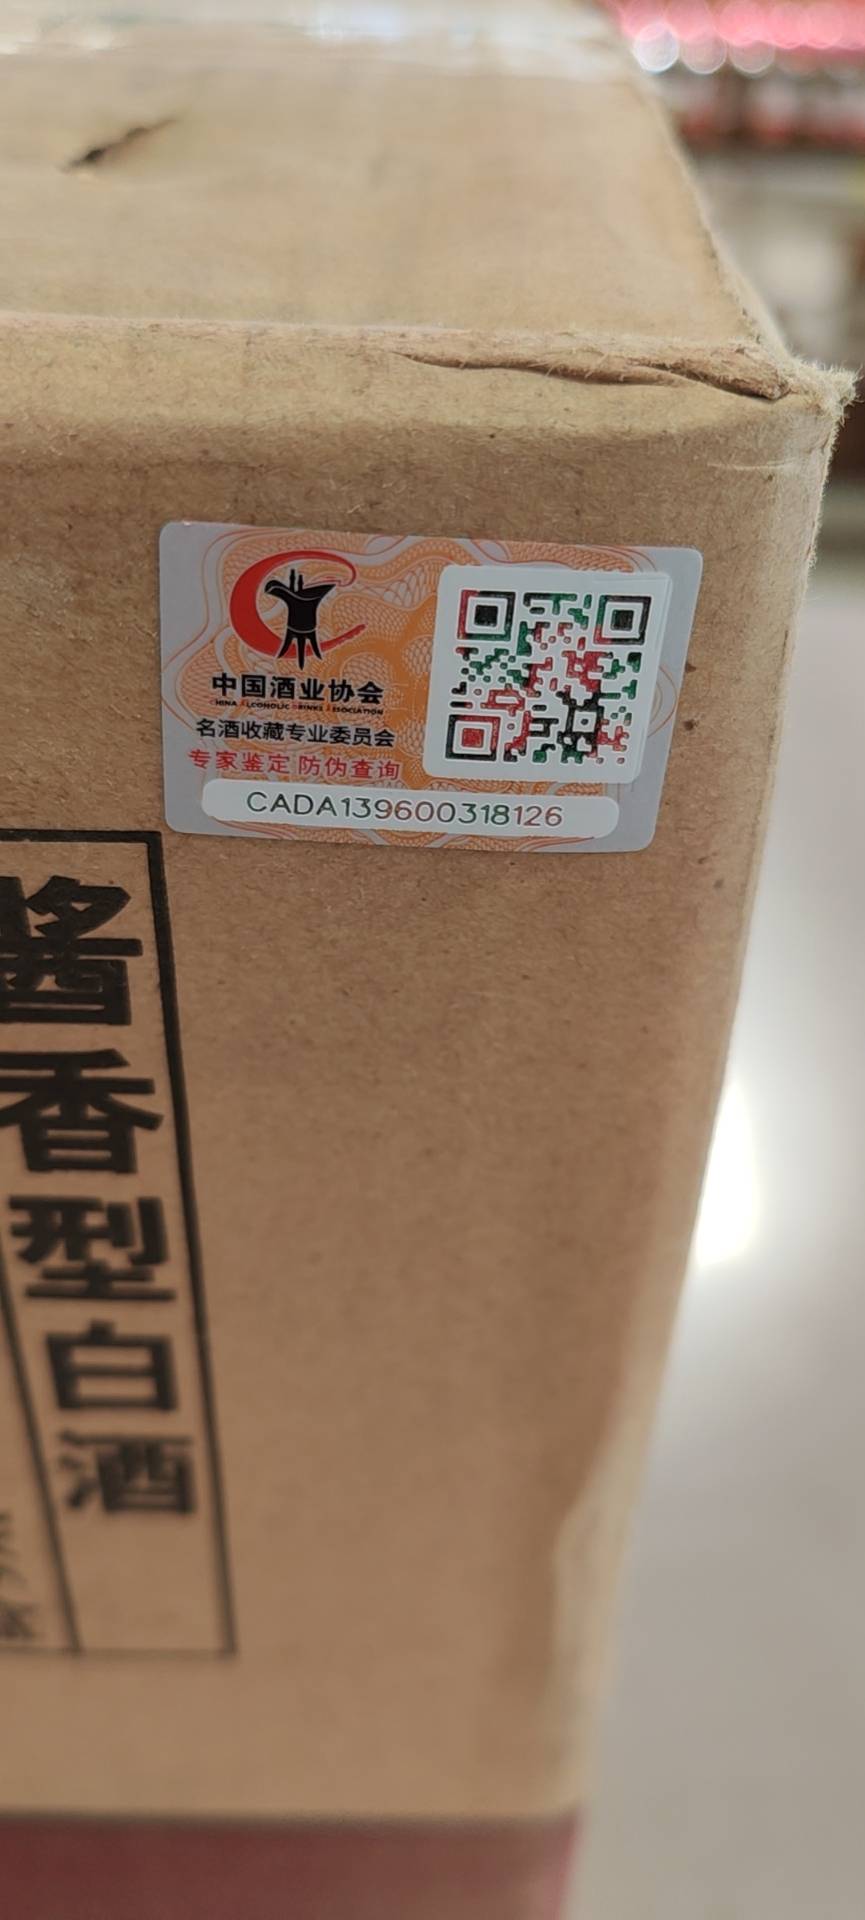 中国酒业协会
CHINA ALCOHOLIC DRINKS ASSOCIATION
名酒收藏专业委员会
专家鉴定 防伪查询
CADA139600318126
酱香型白酒